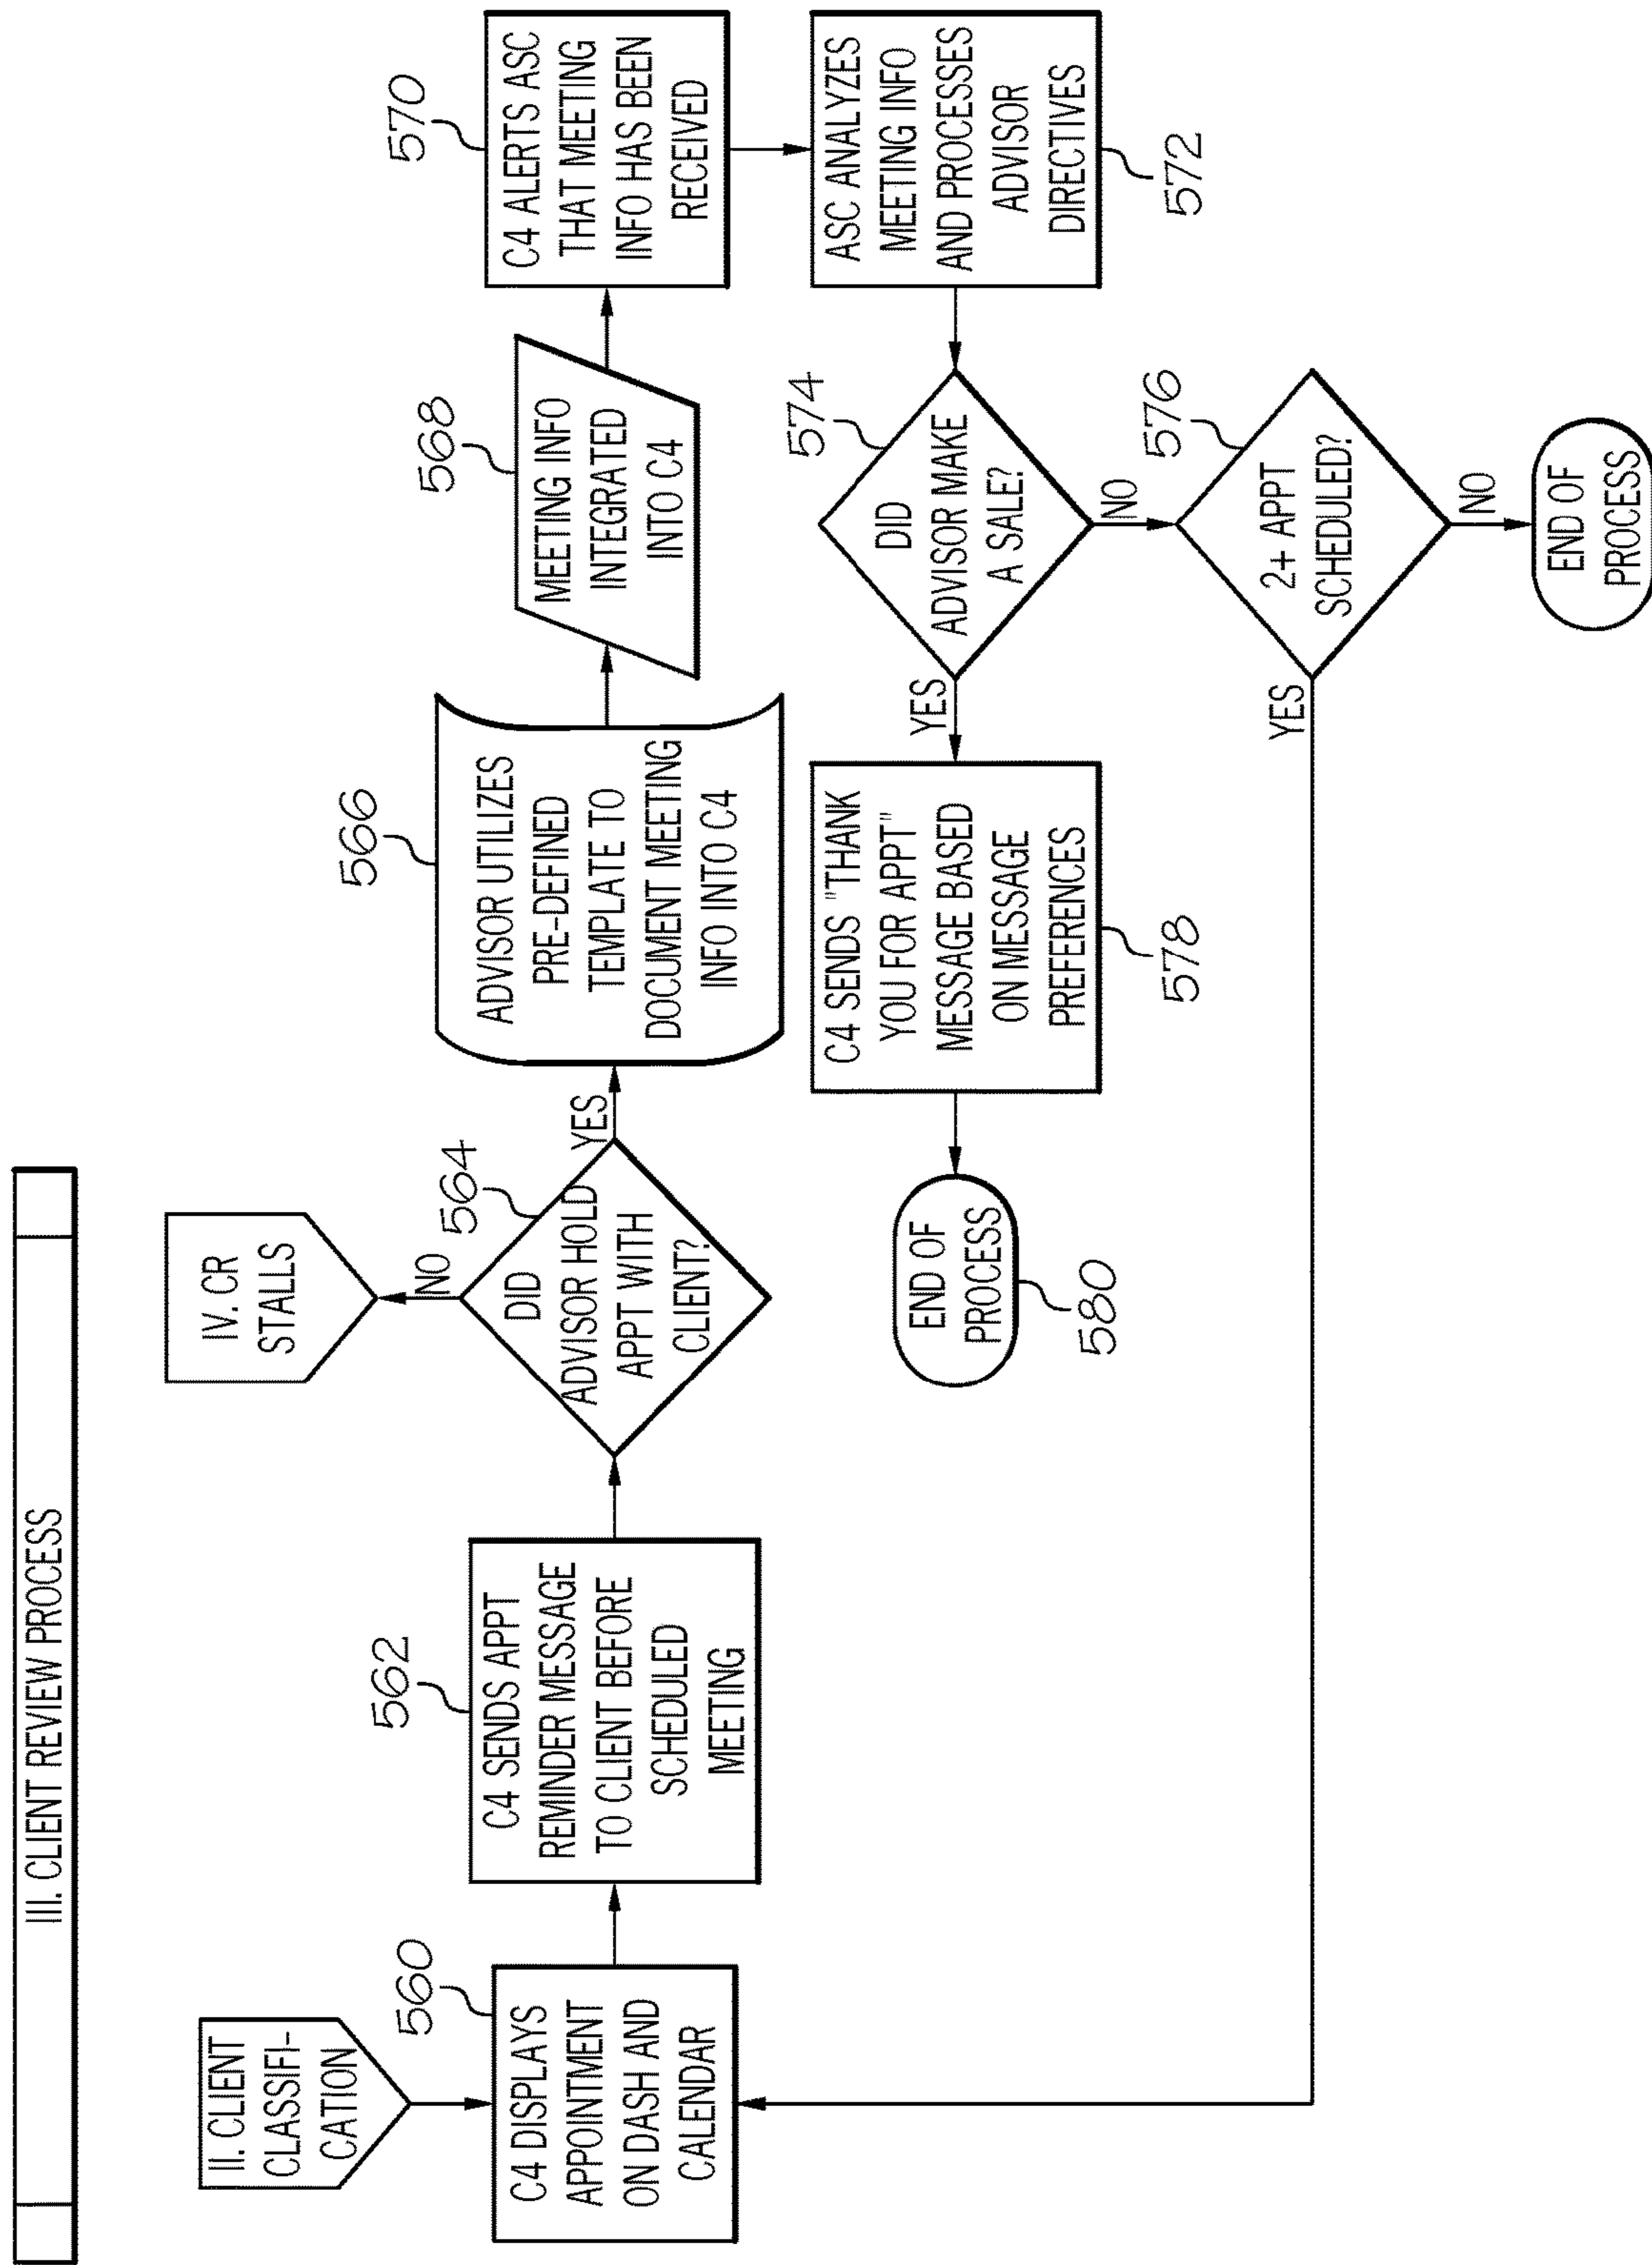 III. CLIENT REVIEW PROCESS
II. CLIENT
CLASSIFI-
CATION
560
C4 DISPLAYS
APPOINTMENT
ON DASH AND
CALENDAR
562
C4 SENDS APPT
REMINDER MESSAGE
TO CLIENT BEFORE
SCHEDULED
MEETING
IV. CR
STALLS
NO
564
DID
ADVISOR HOLD
APPT WITH
CLIENT?
YES
566
ADVISOR UTILIZES
PRE-DEFINED
TEMPLATE TO
DOCUMENT MEETING
INFO INTO C4
568
MEETING INFO
INTEGRATED
INTO C4
570
C4 ALERTS ASC
THAT MEETING
INFO HAS BEEN
RECEIVED
ASC ANALYZES
MEETING INFO
AND PROCESSES
ADVISOR
DIRECTIVES
572
574
DID
ADVISOR MAKE
A SALE?
YES
NO
C4 SENDS "THANK
YOU FOR APPT"
MESSAGE BASED
ON MESSAGE
PREFERENCES
578
END OF
PROCESS
580
576
2+ APPT
SCHEDULED?
YES
NO
END OF
PROCESS